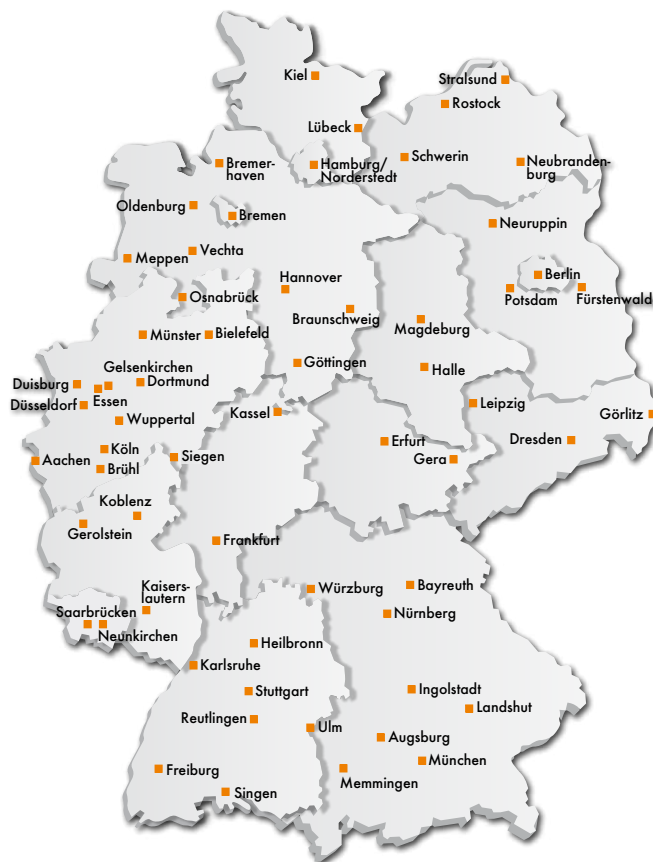 Kiel
Stralsund
Rostock
Lübeck
Schwerin
Neubranden-
burg
Bremer-
haven
Hamburg/
Norderstedt
Oldenburg
Bremen
Neuruppin
Meppen
Vechta
Berlin
Potsdam
Fürstenwalde
Hannover
Osnabrück
Braunschweig
Magdeburg
Münster
Bielefeld
Göttingen
Halle
Gelsenkirchen
Duisburg
Dortmund
Essen
Düsseldorf
Kassel
Leipzig
Görlitz
Wuppertal
Erfurt
Dresden
Köln
Aachen
Siegen
Gera
Brühl
Koblenz
Gerolstein
Frankfurt
Würzburg
Bayreuth
Kaisers-
lautern
Saarbrücken
Neunkirchen
Nürnberg
Heilbronn
Karlsruhe
Stuttgart
Ingolstadt
Landshut
Reutlingen
Ulm
Augsburg
München
Freiburg
Memmingen
Singen